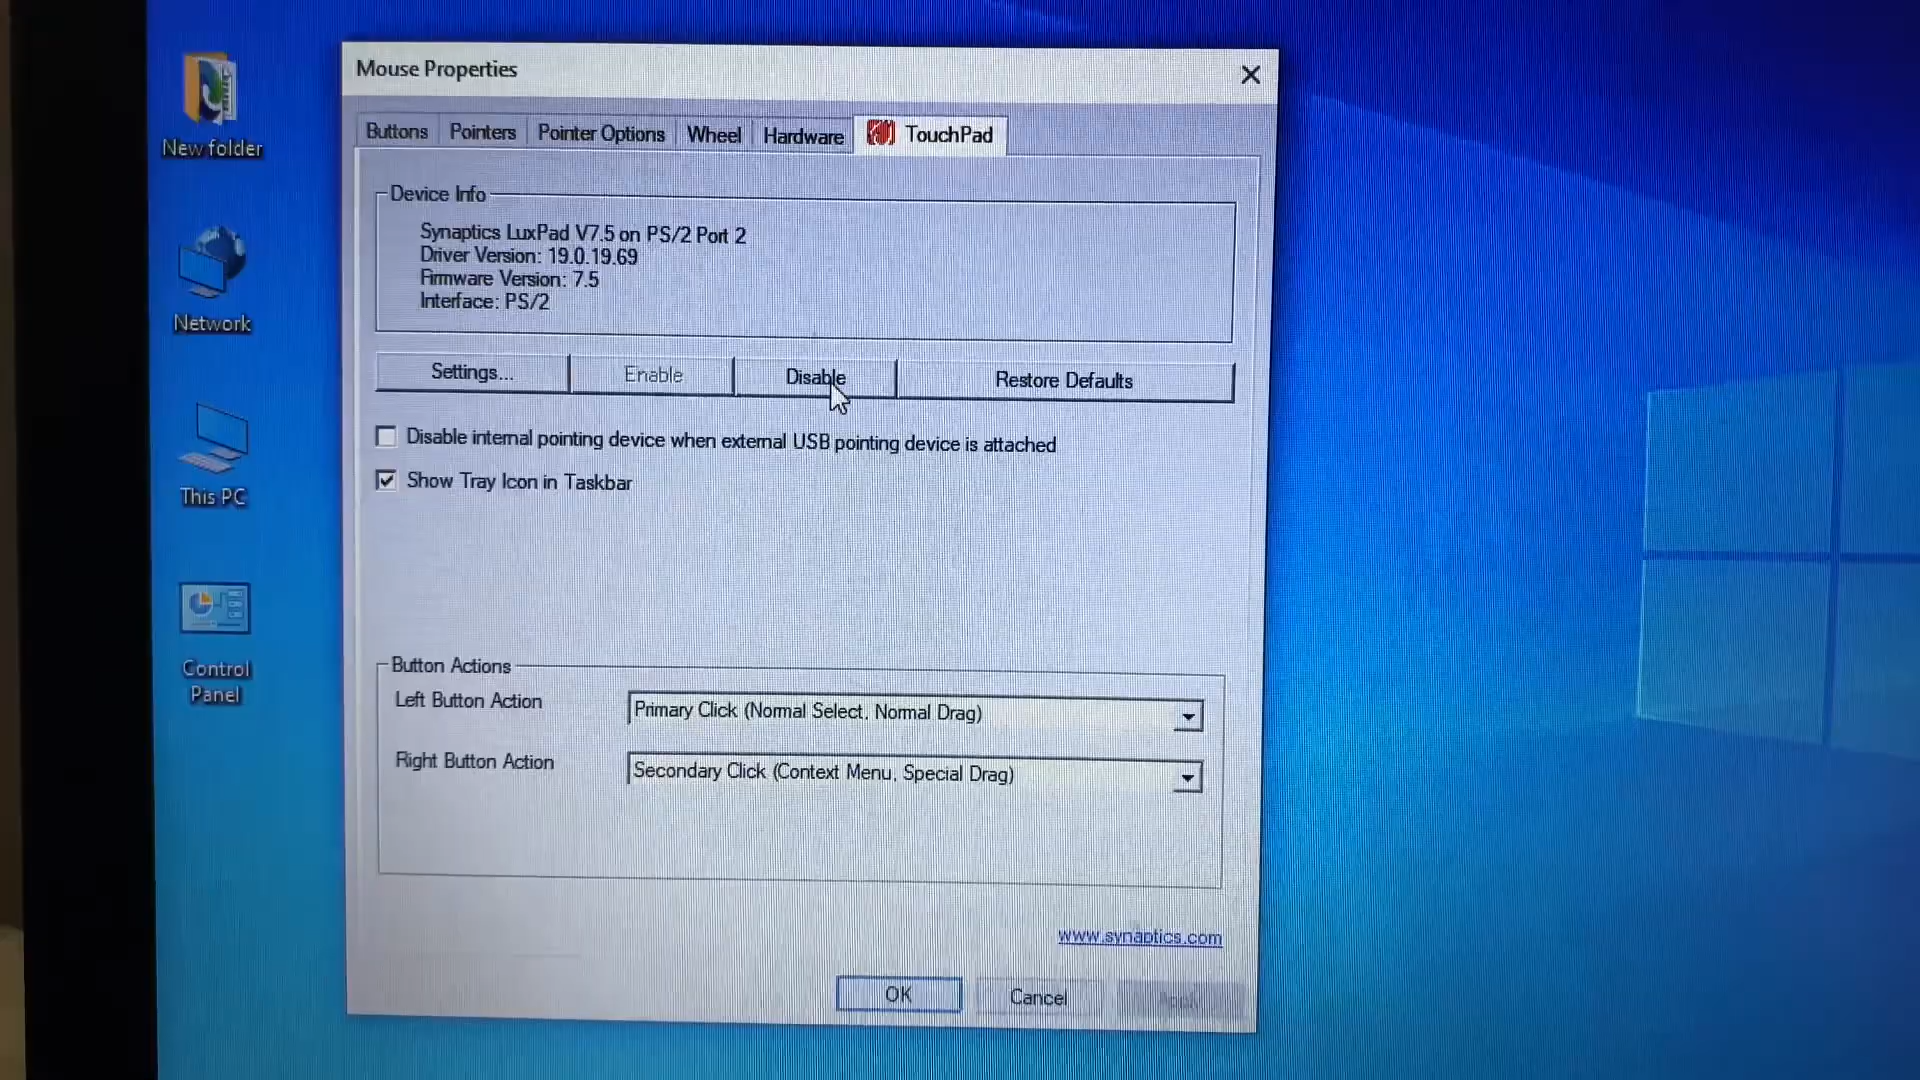 New folder
Network
This PC
Control
Panel
Mouse Properties
Buttons
Pointers
Pointer Options
Wheel
Hardware
TouchPad
Device Info
Synaptics LuxPad V7.5 on PS/2 Port 2
Driver Version: 19.0.19.69
Firmware Version: 7.5
Interface: PS/2
Settings...
Enable
Disable
Restore Defaults
Disable internal pointing device when external USB pointing device is attached
Show Tray Icon in Taskbar
Button Actions
Left Button Action
Primary Click (Normal Select, Normal Drag)
Right Button Action
Secondary Click (Context Menu, Special Drag)
www.synaptics.com
OK
Cancel
Apply